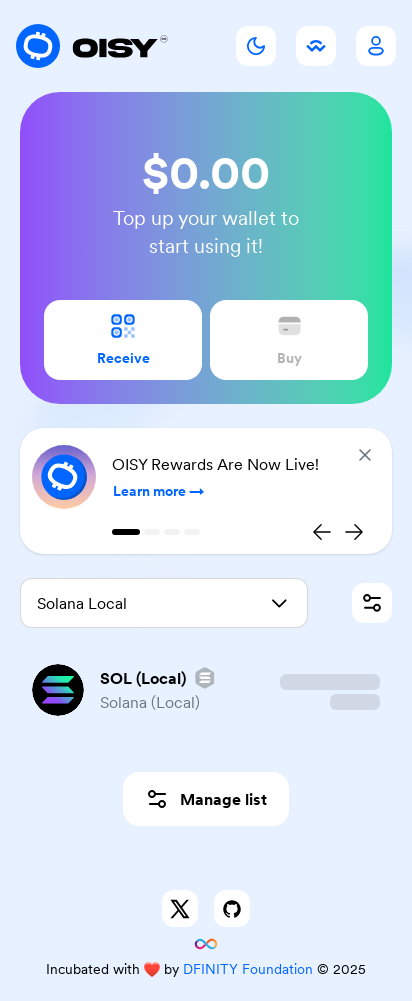 OISY
$0.00
Top up your wallet to
start using it!
Receive
Buy
OISY Rewards Are Now Live!
Learn more
Solana Local
SOL (Local)
Solana (Local)
Manage list
Incubated with ❤️ by DFINITY Foundation © 2025